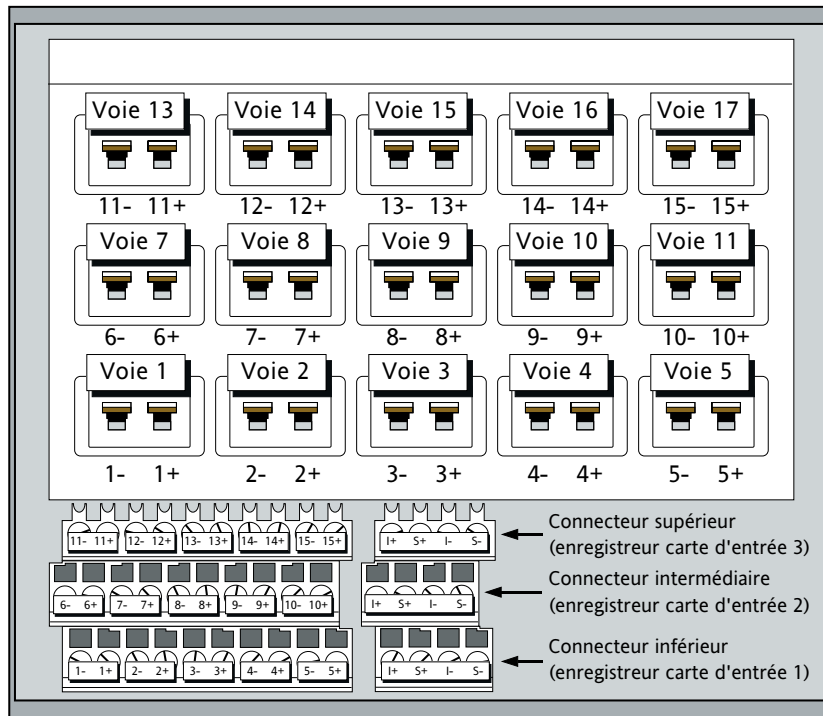 Voie 13 Voie 14 Voie 15 Voie 16 Voie 17
11- 11+ 12- 12+ 13- 13+ 14- 14+ 15- 15+
Voie 7 Voie 8 Voie 9 Voie 10 Voie 11
6- 6+ 7- 7+ 8- 8+ 9- 9+ 10- 10+
Voie 1 Voie 2 Voie 3 Voie 4 Voie 5
1- 1+ 2- 2+ 3- 3+ 4- 4+ 5- 5+
11- 11+ 12- 12+ 13- 13+ 14- 14+ 15- 15+ I+ S+ I- S-
Connecteur supérieur
(enregistreur carte d'entrée 3)
6- 6+ 7- 7+ 8- 8+ 9- 9+ 10- 10+ I+ S+ I- S-
Connecteur intermédiaire
(enregistreur carte d'entrée 2)
1- 1+ 2- 2+ 3- 3+ 4- 4+ 5- 5+ I+ S+ I- S-
Connecteur inférieur
(enregistreur carte d'entrée 1)